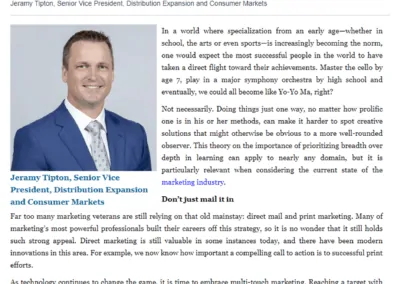 Jeramy Tipton, Senior Vice President, Distribution Expansion and Consumer Markets
In a world where specialization from an early age—whether in
school, the arts or even sports—is increasingly becoming the norm,
one would expect the most successful people in the world to have
taken a direct flight toward their achievements. Master the cello by
age 7, play in a major symphony orchestra by high school and
eventually, we could all become like Yo-Yo Ma, right?
Not necessarily. Doing things just one way, no matter how prolific
one is in his or her methods, can make it harder to spot creative
solutions that might otherwise be obvious to a more well-rounded
observer. This theory on the importance of prioritizing breadth over
depth in learning can apply to nearly any domain, but it is
particularly relevant when considering the current state of the
marketing industry.
Jeramy Tipton, Senior Vice
President, Distribution Expansion
and Consumer Markets
Don't just mail it in
Far too many marketing veterans are still relying on that old mainstay: direct mail and print marketing. Many of
marketing's most powerful professionals built their careers off this strategy, so it is no wonder that it still holds
such strong appeal. Direct marketing is still valuable in some instances today, and there have been modern
innovations in this area. For example, we now know how important a compelling call to action is to successful print
efforts.
As technology continues to change the game, it is time to embrace multi-touch marketing. Reaching a target with